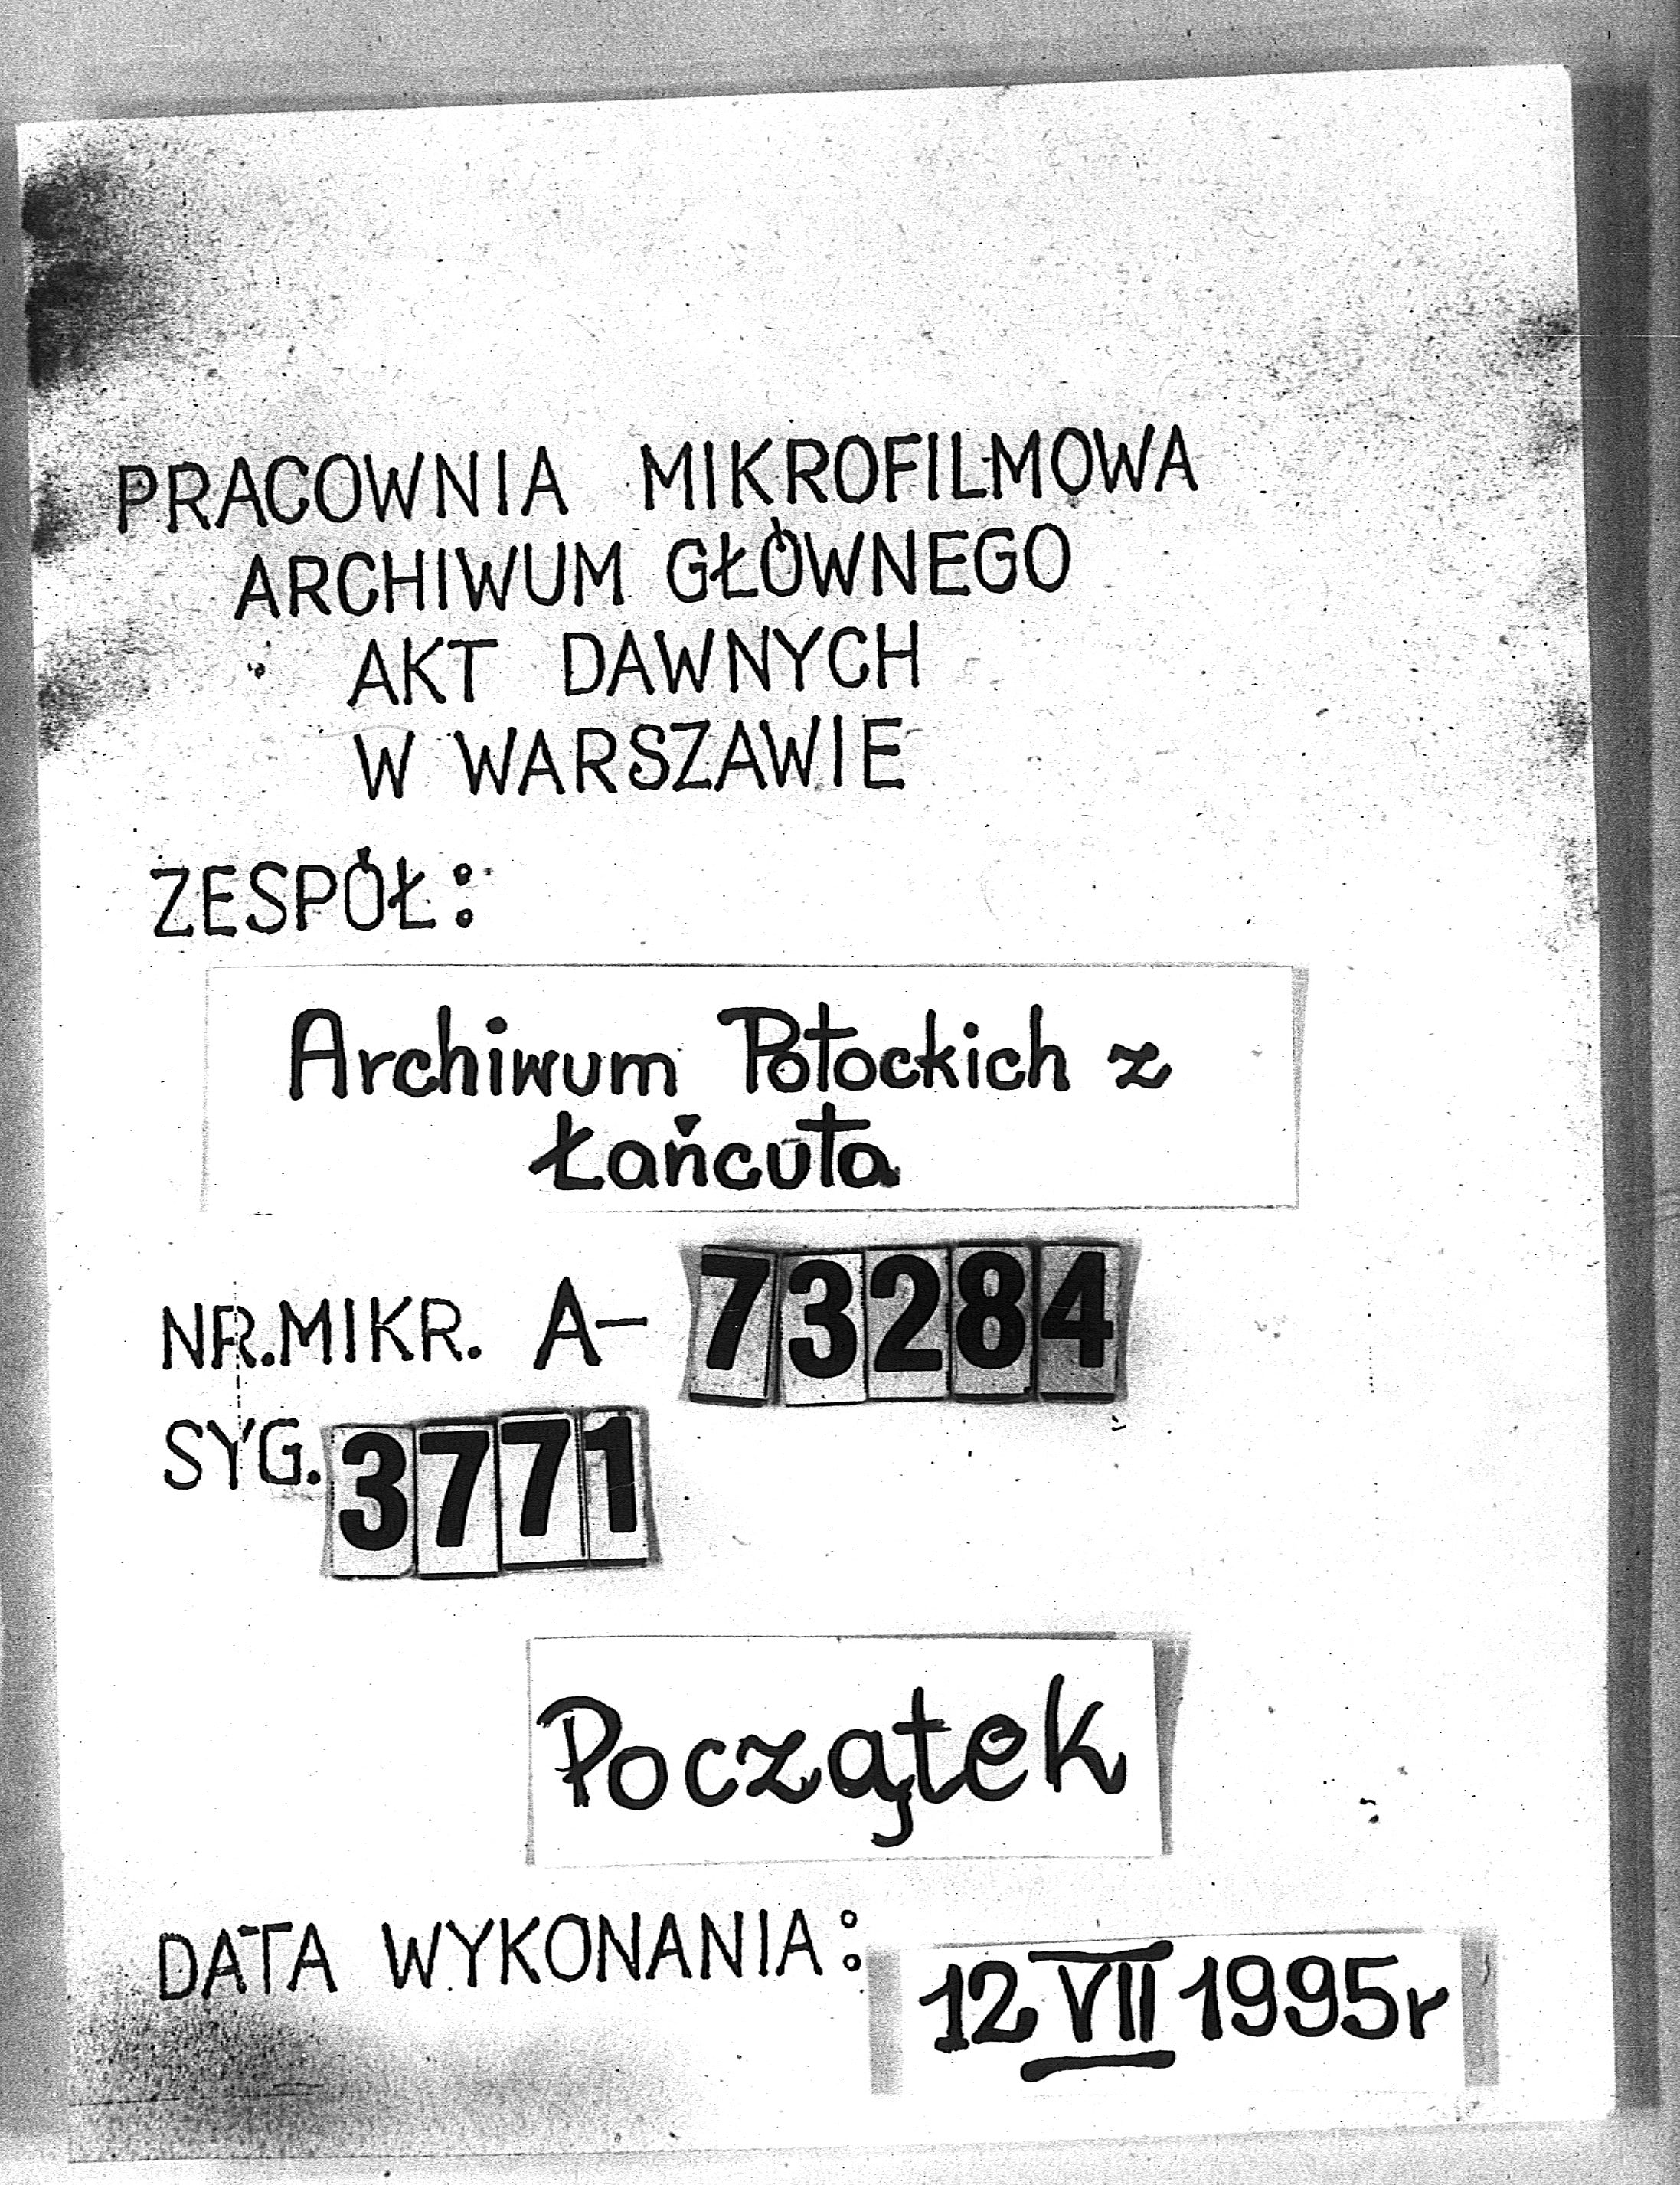 PRACOWNIA MIKROFILMOWA
ARCHIWUM GŁÓWNEGO
AKT DAWNYCH
W WARSZAWIE
ZESPÓŁ:
Archiwum Potockich z
Łańcuta
NR.MIKR. A- 73284
SYG. 3771
Początek
DATA WYKONANIA: 12 VII 1995r